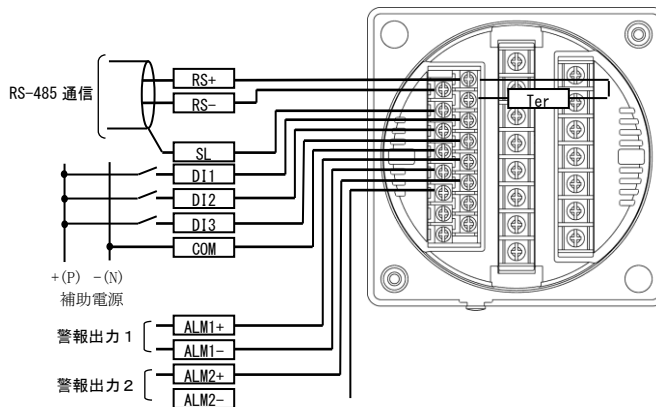 RS-485 通信
RS+
RS-
SL
DI1
DI2
DI3
COM
Ter
+(P) -(N)
補助電源
警報出力1
ALM1+
ALM1-
警報出力2
ALM2+
ALM2-